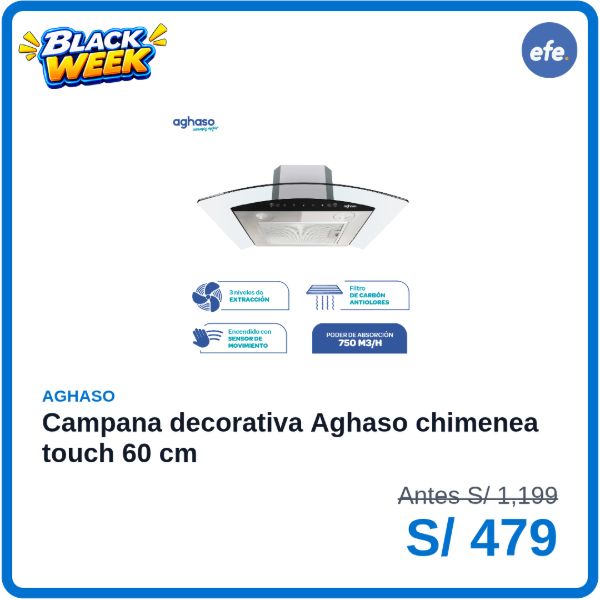 BLACK
WEEK
efe.
aghaso
3 niveles de
EXTRACCIÓN
Filtro
DE CARBÓN
ANTIOLORES
Encendido con
SENSOR DE
MOVIMIENTO
PODER DE ABSORCIÓN
750 M3/H
AGHASO
Campana decorativa Aghaso chimenea
touch 60 cm
Antes S/ 1,199
S/ 479